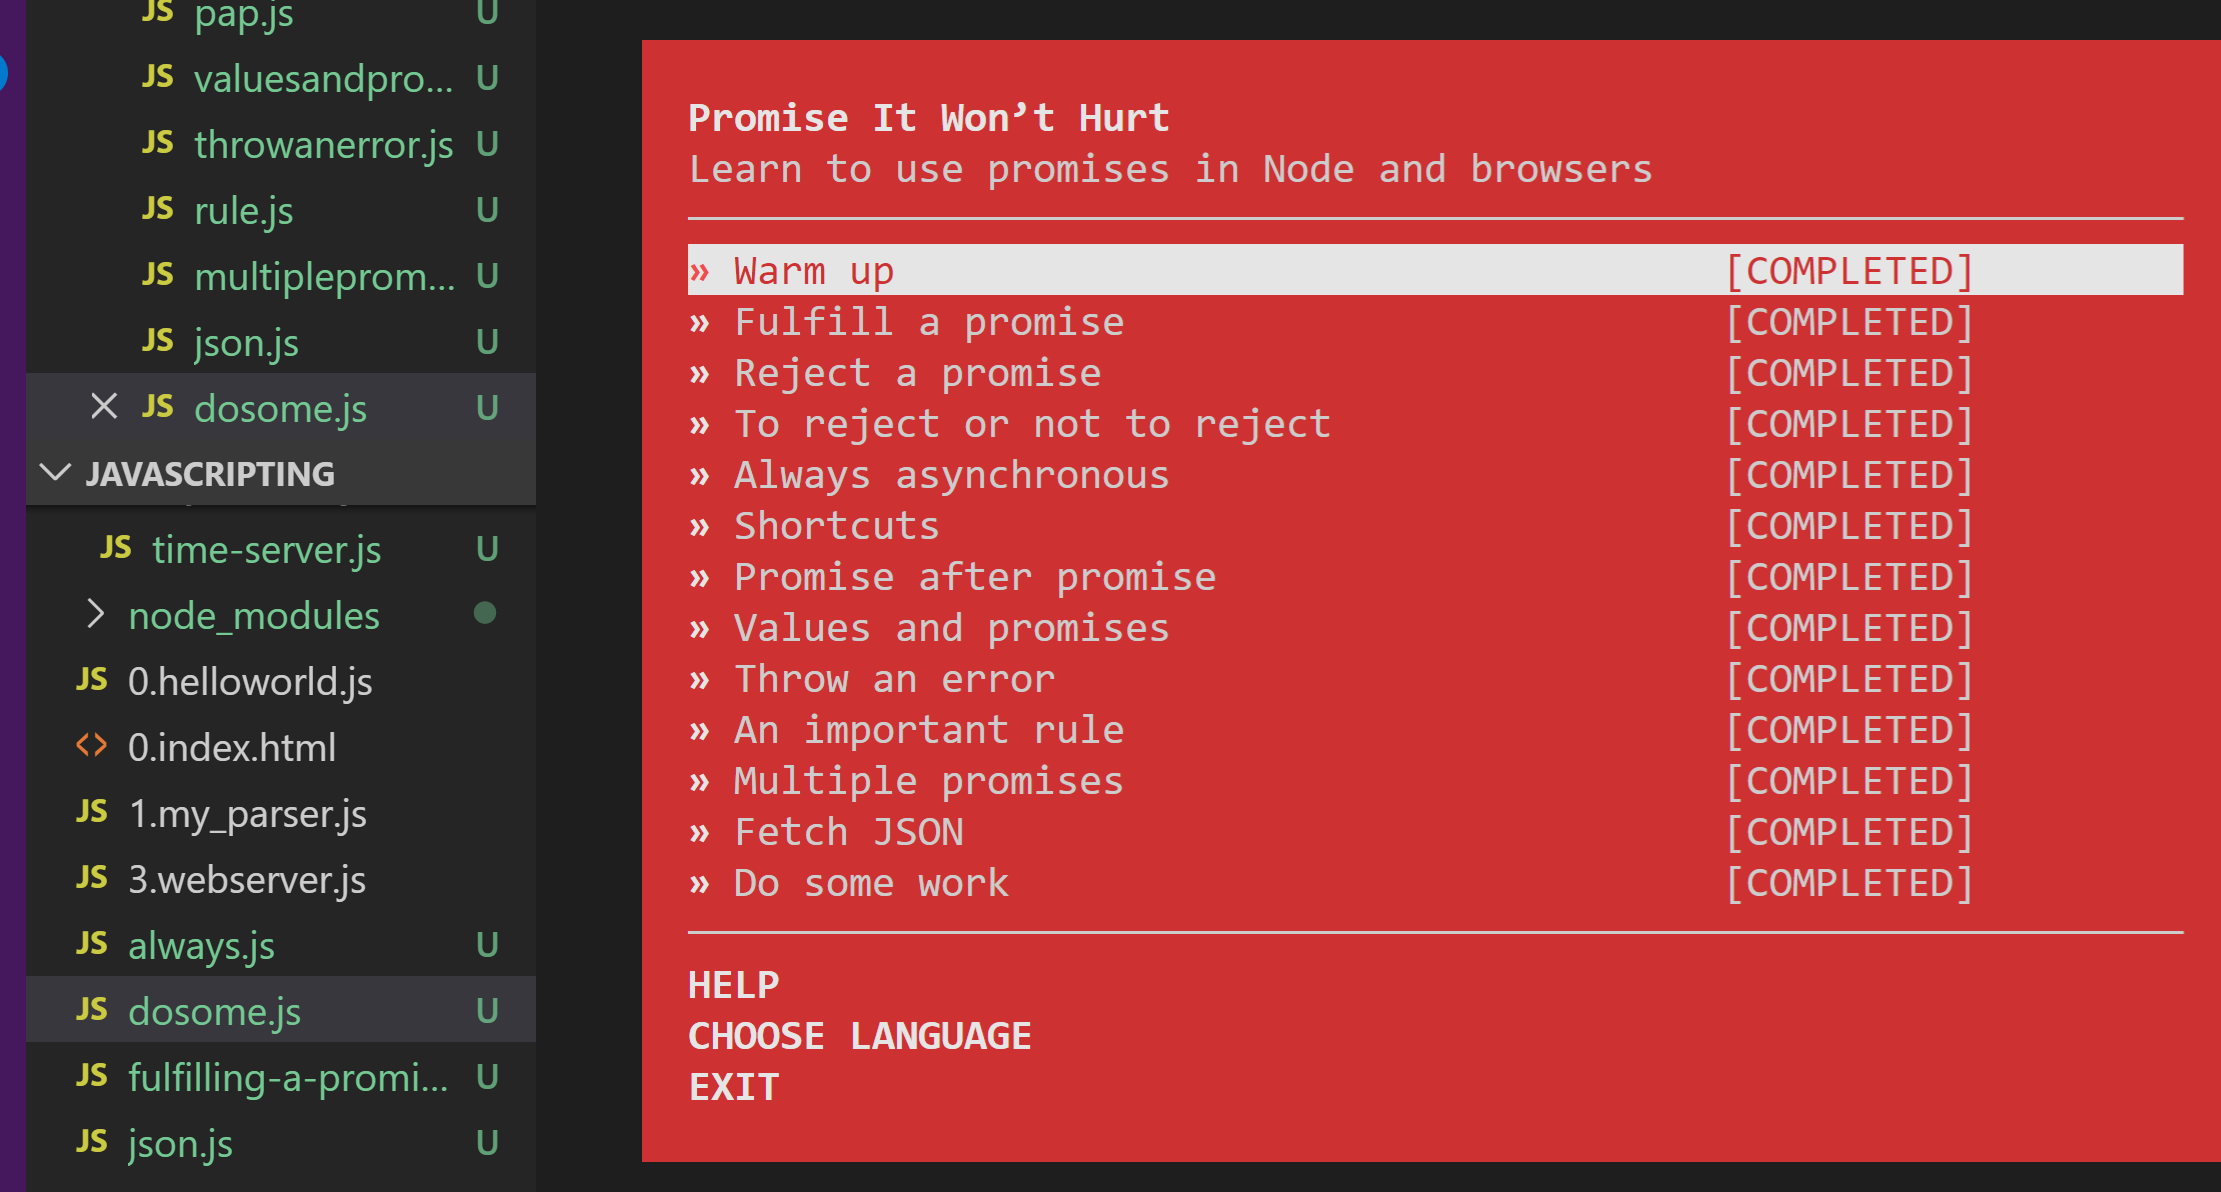 JS pap.js U
JS valuesandpro... U
JS throwanerror.js U
JS rule.js U
JS multipleprom... U
JS json.js U
JS dosome.js U
JAVASCRIPTING
JS time-server.js U
node_modules
JS 0.helloworld.js
<> 0.index.html
JS 1.my_parser.js
JS 3.webserver.js
JS always.js U
JS dosome.js U
JS fulfilling-a-promi... U
JS json.js U
Promise It Won’t Hurt
Learn to use promises in Node and browsers
» Warm up [COMPLETED]
» Fulfill a promise [COMPLETED]
» Reject a promise [COMPLETED]
» To reject or not to reject [COMPLETED]
» Always asynchronous [COMPLETED]
» Shortcuts [COMPLETED]
» Promise after promise [COMPLETED]
» Values and promises [COMPLETED]
» Throw an error [COMPLETED]
» An important rule [COMPLETED]
» Multiple promises [COMPLETED]
» Fetch JSON [COMPLETED]
» Do some work [COMPLETED]
HELP
CHOOSE LANGUAGE
EXIT